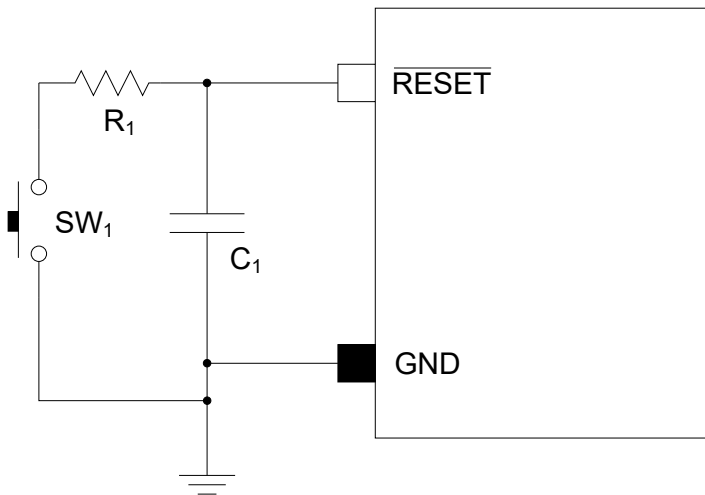 R₁
RESET
SW₁
C₁
GND